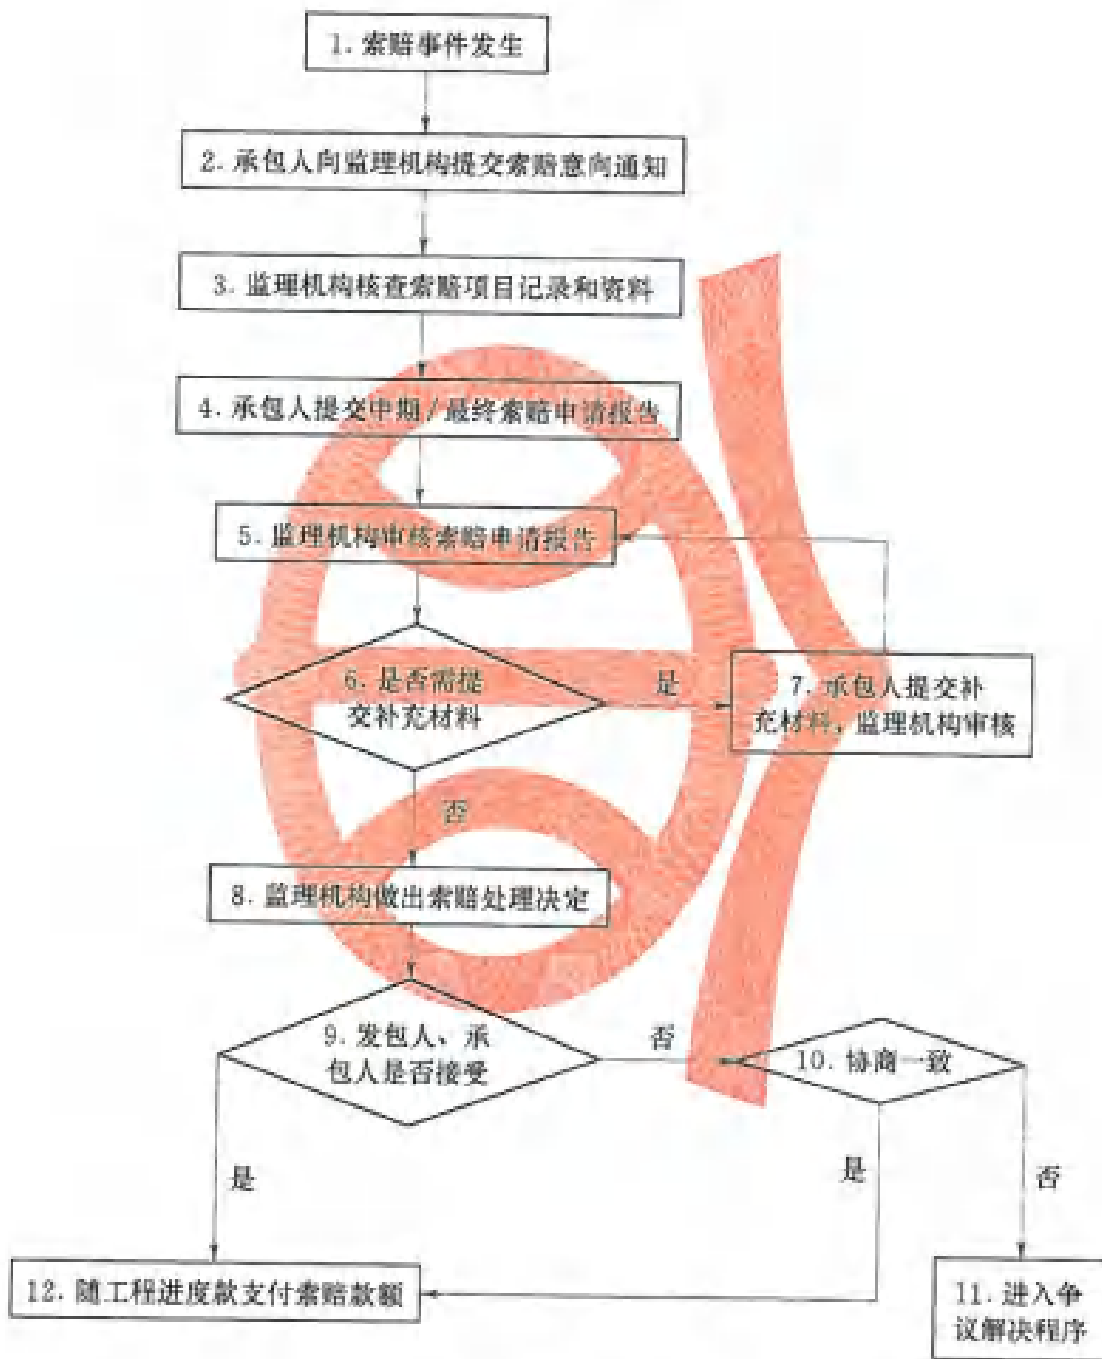 1. 索赔事件发生
2. 承包人向监理机构提交索赔意向通知
3. 监理机构核查索赔项目记录和资料
4. 承包人提交中期/最终索赔申请报告
5. 监理机构审核索赔申请报告
6. 是否需提
交补充材料
是
7. 承包人提交补
充材料，监理机构审核
否
8. 监理机构做出索赔处理决定
9. 发包人、承
包人是否接受
否
10. 协商一致
是
是
否
12. 随工程进度款支付索赔款额
11. 进入争
议解决程序